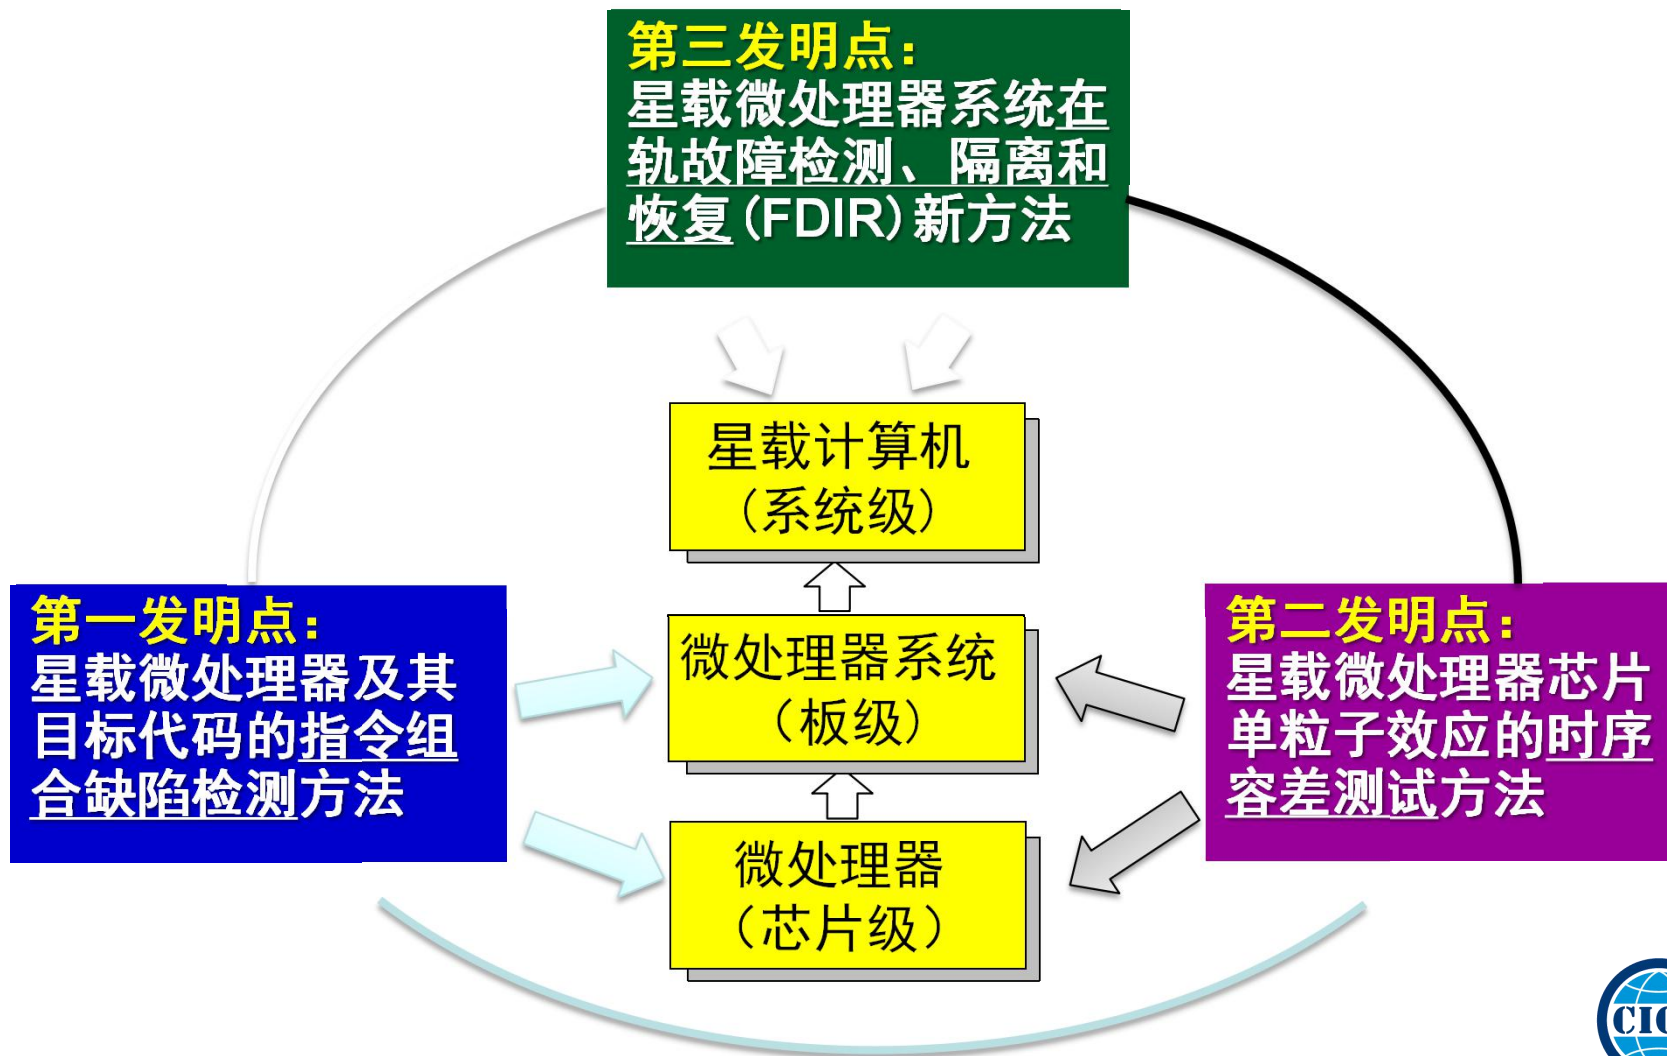 第三发明点：
星载微处理器系统在
轨故障检测、隔离和
恢复(FDIR)新方法
星载计算机
（系统级）
第一发明点：
星载微处理器及其
目标代码的指令组
合缺陷检测方法
微处理器系统
（板级）
第二发明点：
星载微处理器芯片
单粒子效应的时序
容差测试方法
微处理器
（芯片级）